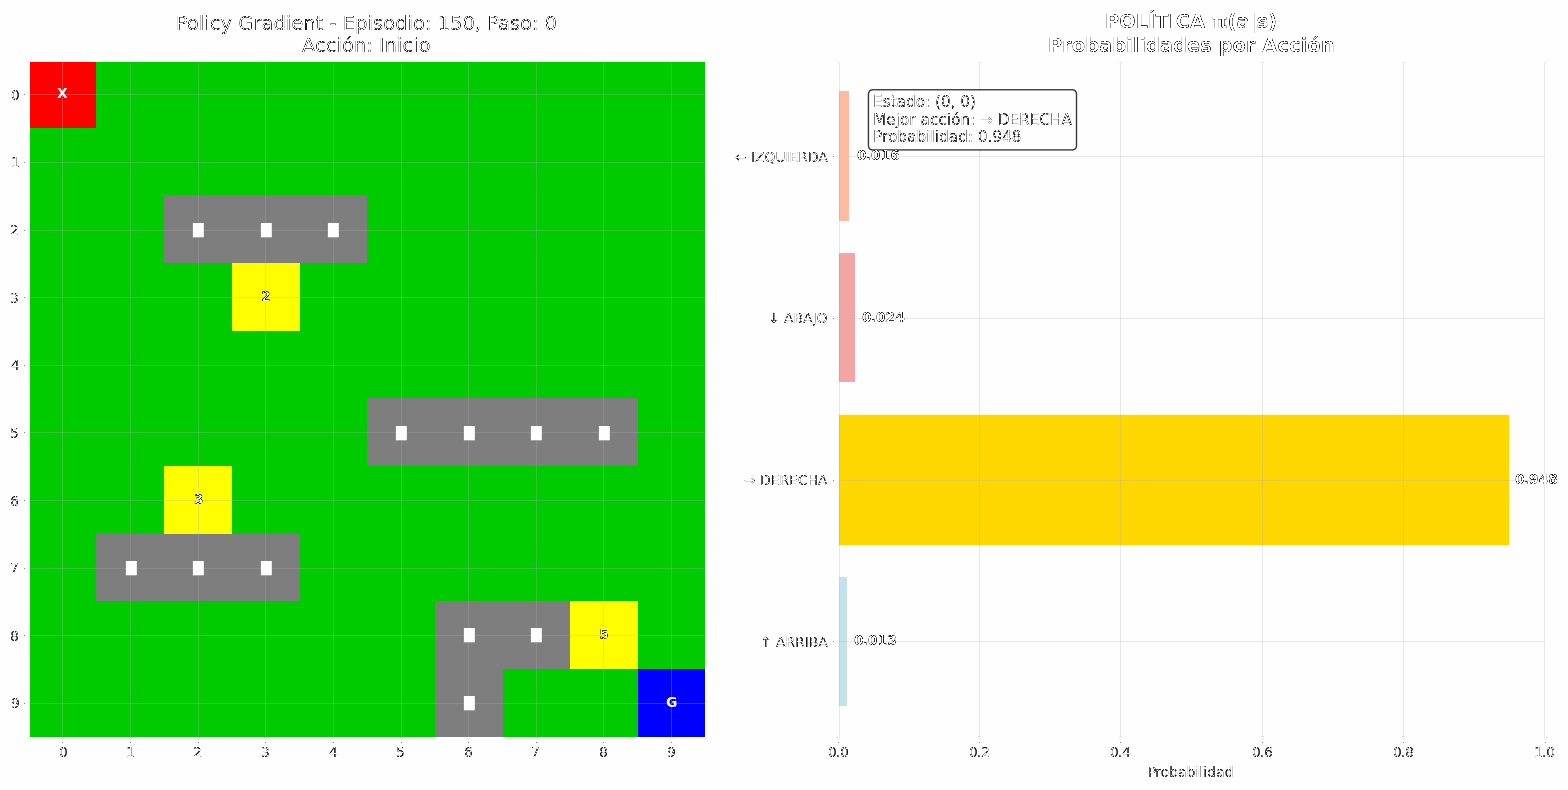 Policy Gradient - Episodio: 150, Paso: 0
Acción: Inicio
X
0
1
2
3
4
5
6
7
8
9
2
3
5
G
0 1 2 3 4 5 6 7 8 9
POLÍTICA π(a|s)
Probabilidades por Acción
Estado: (0, 0)
Mejor acción: → DERECHA
Probabilidad: 0.948
← IZQUIERDA
0.016
↓ ABAJO
0.024
→ DERECHA
0.948
↑ ARRIBA
0.013
0.0 0.2 0.4 0.6 0.8 1.0
Probabilidad